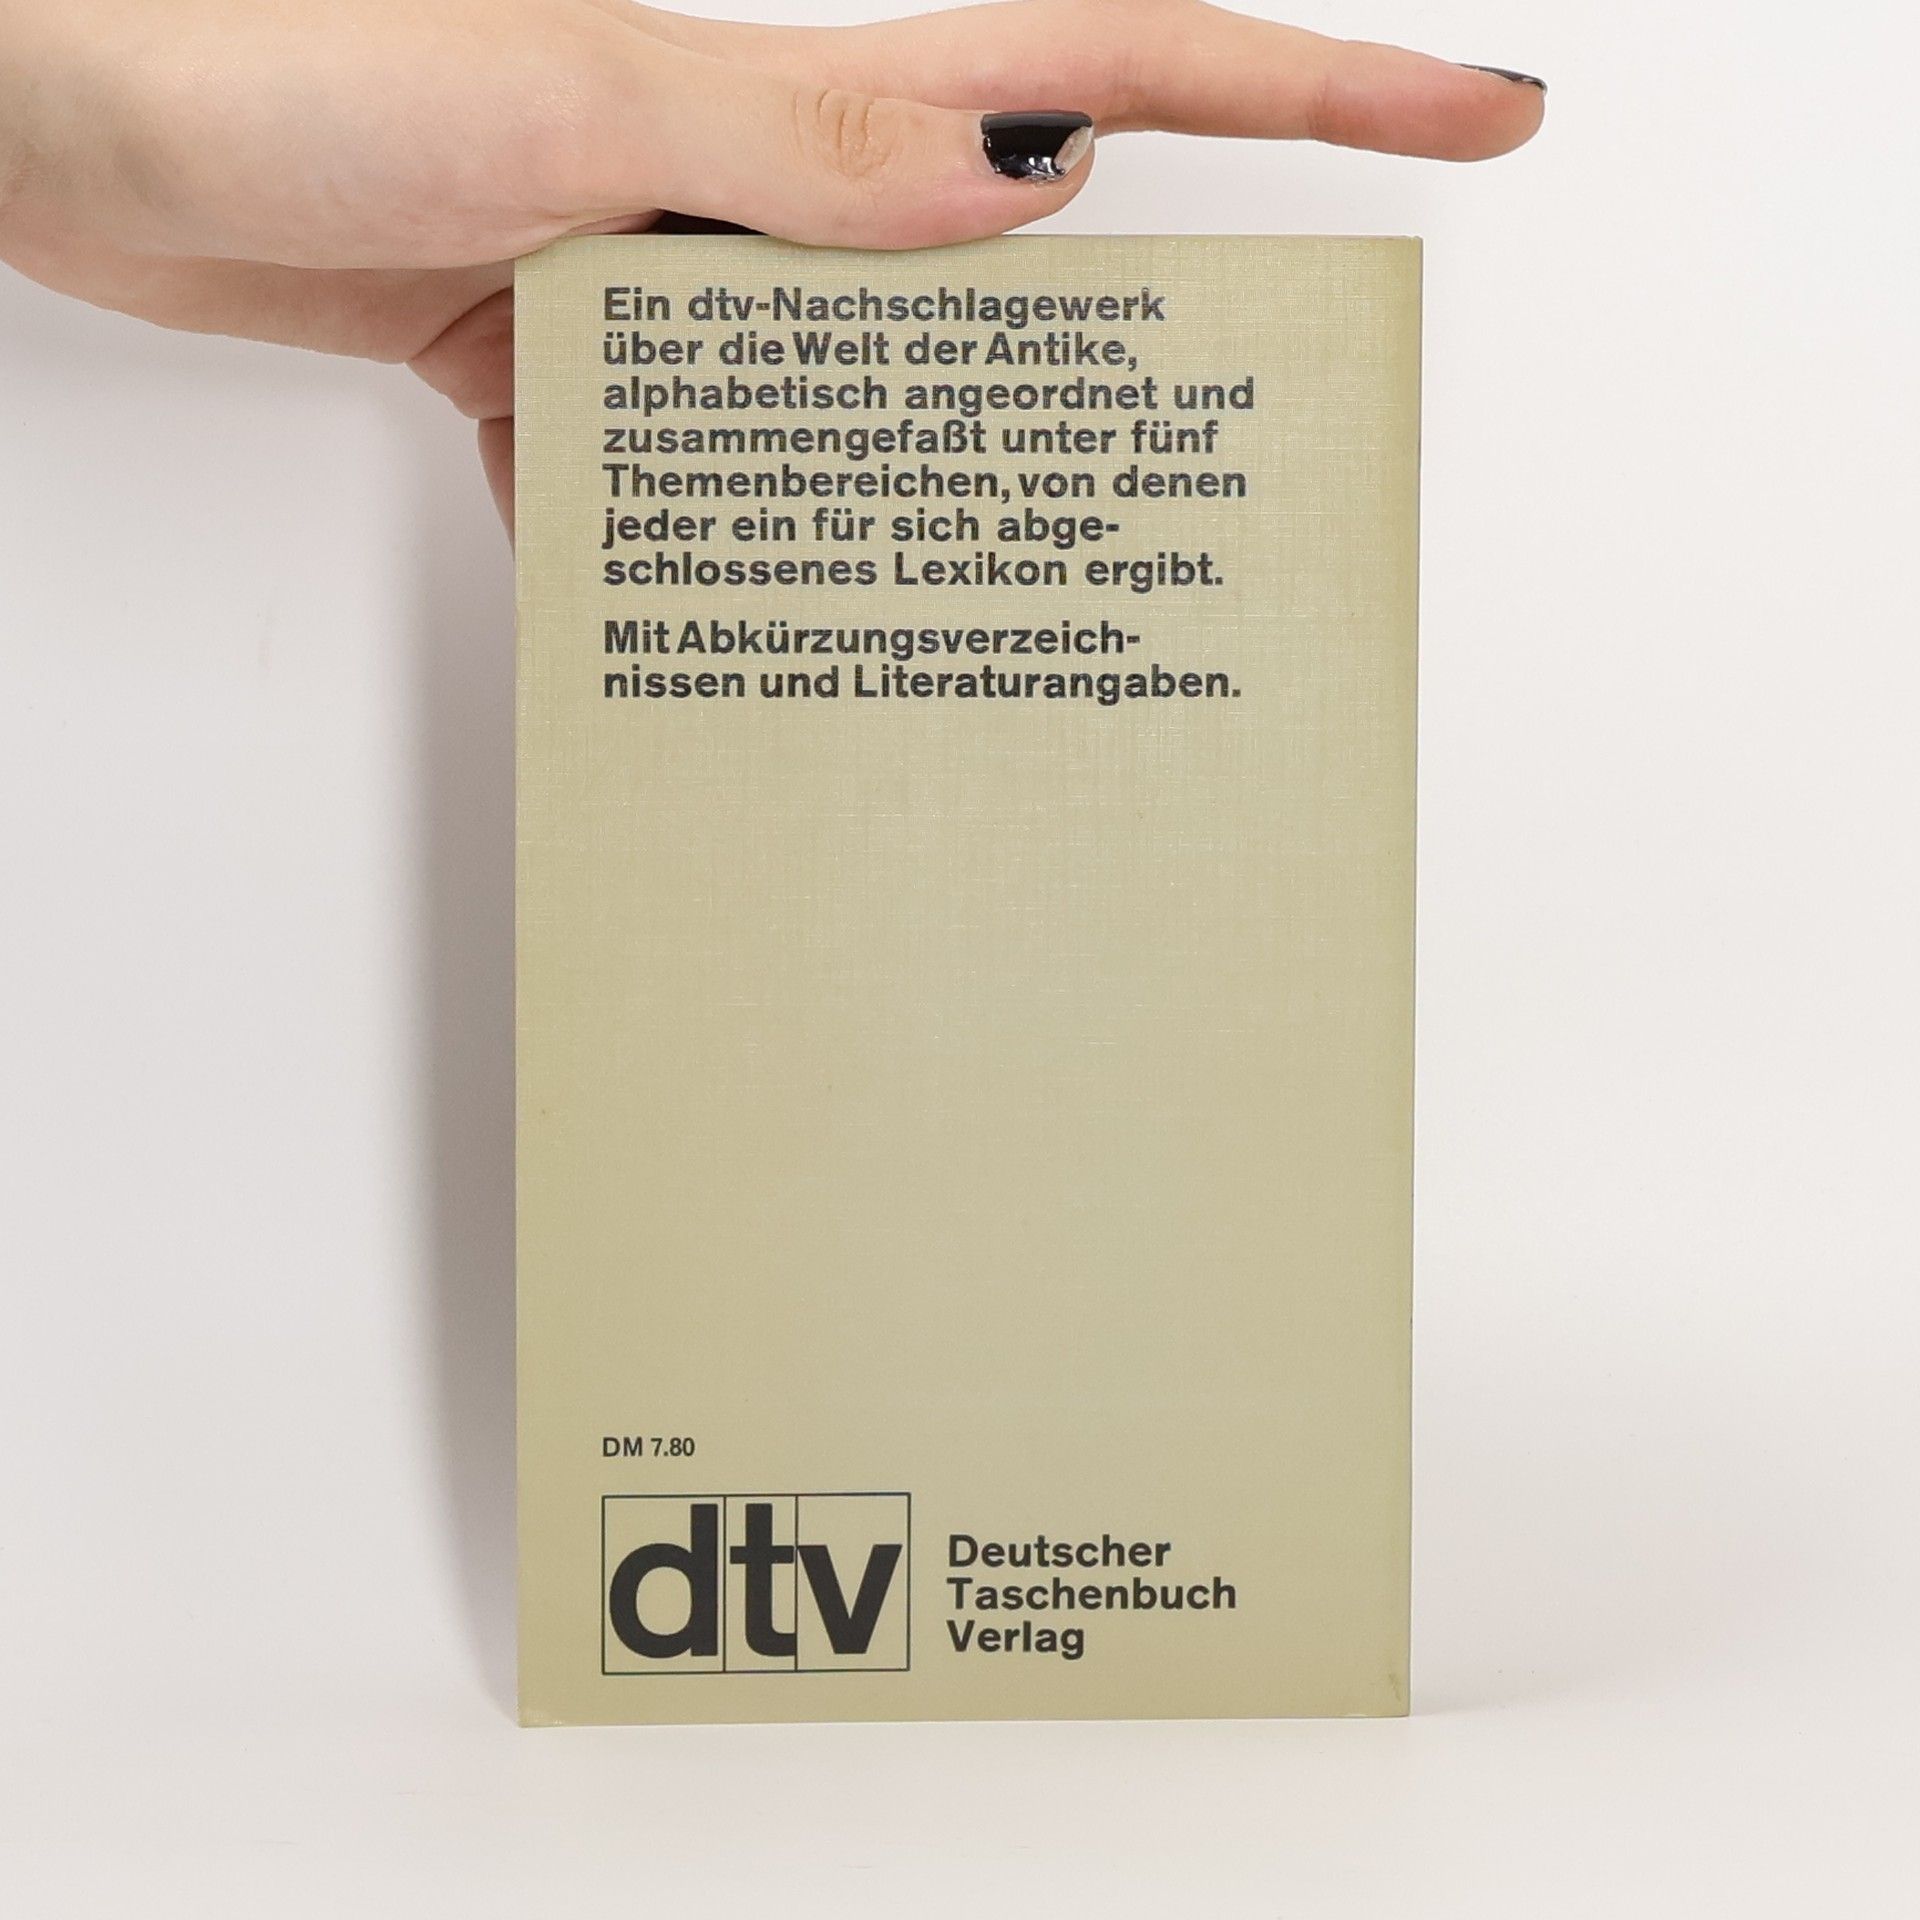 Ein dtv-Nachschlagewerk
über die Welt der Antike,
alphabetisch angeordnet und
zusammengefaßt unter fünf
Themenbereichen, von denen
jeder ein für sich abge-
schlossenes Lexikon ergibt.
Mit Abkürzungsverzeich-
nissen und Literaturangaben.
DM 7.80
dtv
Deutscher
Taschenbuch
Verlag